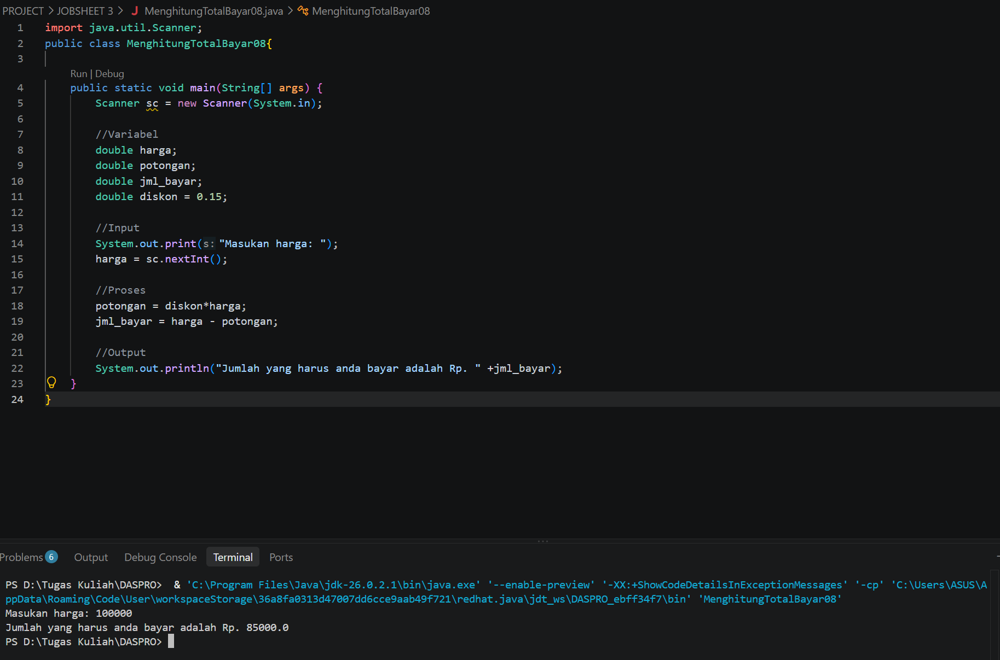 PROJECT > JOBSHEET 3 > J MenghitungTotalBayar08.java > MenghitungTotalBayar08
1 import java.util.Scanner;
2 public class MenghitungTotalBayar08{
3
Run | Debug
4 public static void main(String[] args) {
5 Scanner sc = new Scanner(System.in);
6
7 //Variabel
8 double harga;
9 double potongan;
10 double jml_bayar;
11 double diskon = 0.15;
12
13 //Input
14 System.out.print(s: "Masukan harga: ");
15 harga = sc.nextInt();
16
17 //Proses
18 potongan = diskon*harga;
19 jml_bayar = harga - potongan;
20
21 //Output
22 System.out.println("Jumlah yang harus anda bayar adalah Rp. " +jml_bayar);
23 }
24 }
Problems 6 Output Debug Console Terminal Ports
PS D:\Tugas Kuliah\DASPRO>  & 'C:\Program Files\Java\jdk-26.0.2.1\bin\java.exe' '--enable-preview' '-XX:+ShowCodeDetailsInExceptionMessages' '-cp' 'C:\Users\ASUS\A
ppData\Roaming\Code\User\workspaceStorage\36a8fa0313d47007dd6cce9aab49f721\redhat.java\jdt_ws\DASPRO_ebff34f7\bin' 'MenghitungTotalBayar08'
Masukan harga: 100000
Jumlah yang harus anda bayar adalah Rp. 85000.0
PS D:\Tugas Kuliah\DASPRO>